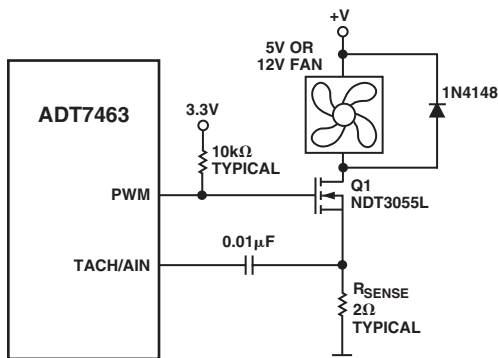 +V
5V OR
12V FAN
1N4148
ADT7463
3.3V
10kΩ
TYPICAL
Q1
NDT3055L
PWM
0.01μF
TACH/AIN
RSENSE
2Ω
TYPICAL